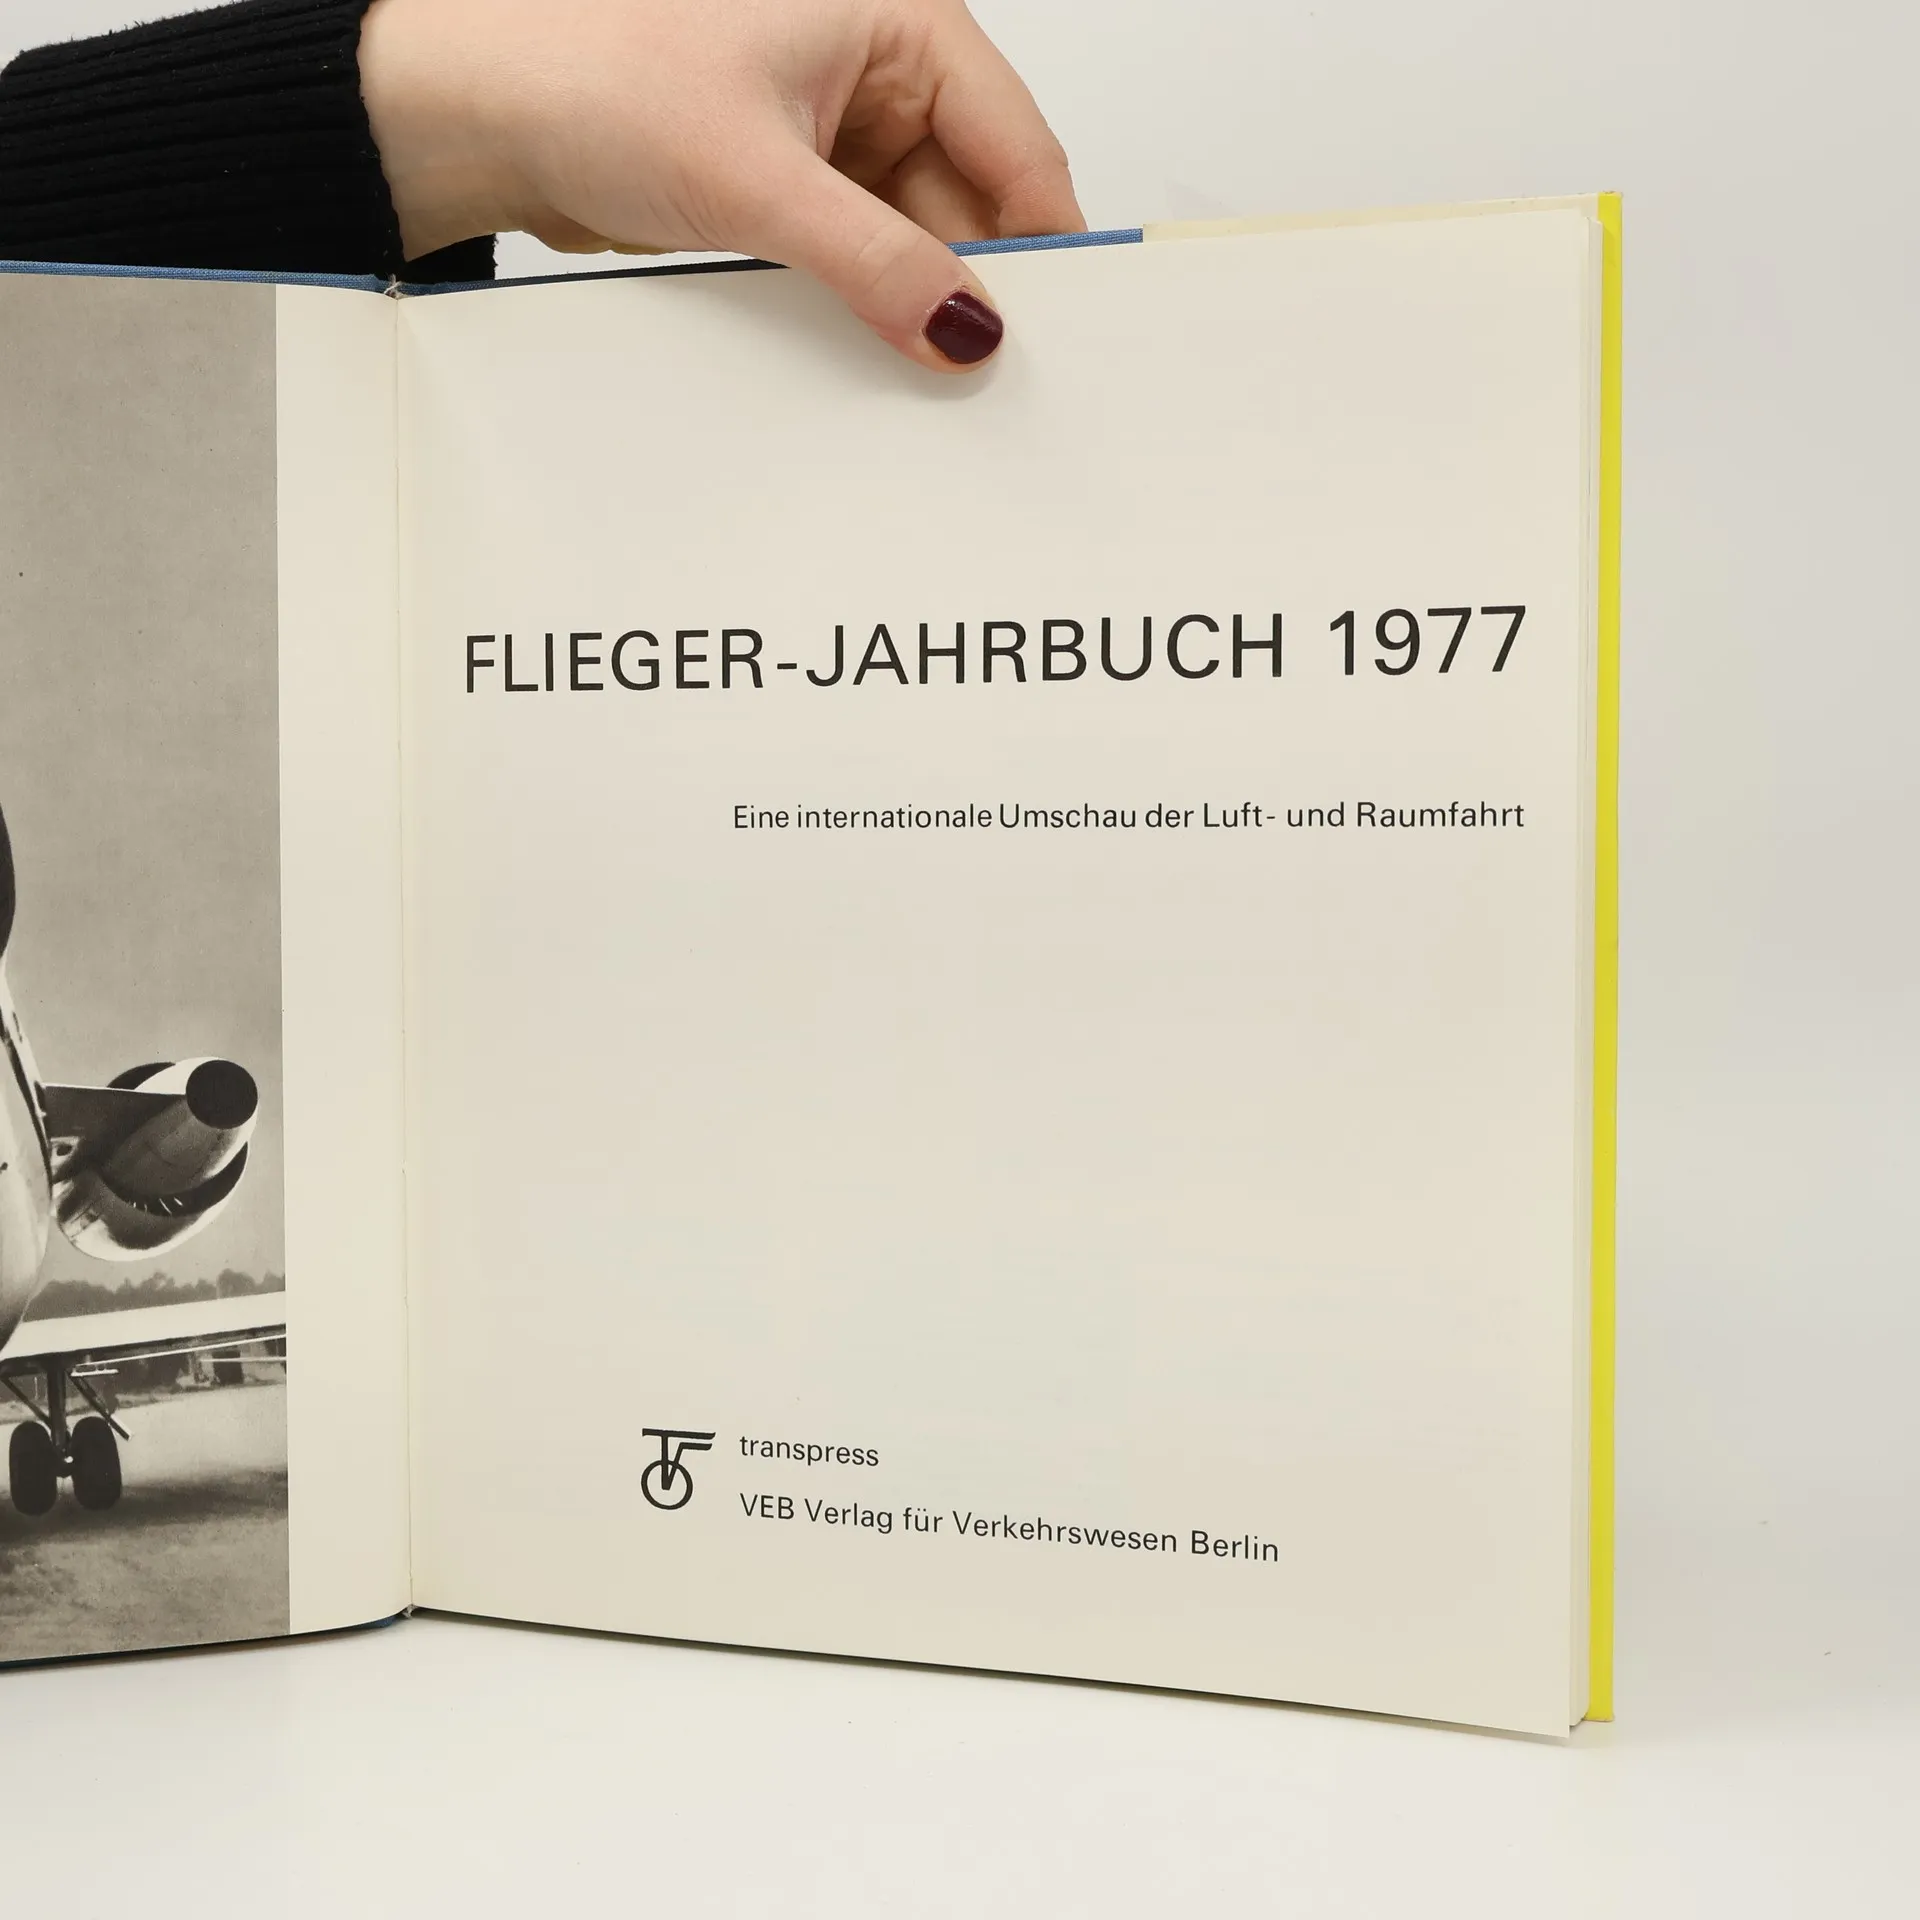 FLIEGER-JAHRBUCH 1977
Eine internationale Umschau der Luft- und Raumfahrt
transpress
VEB Verlag für Verkehrswesen Berlin